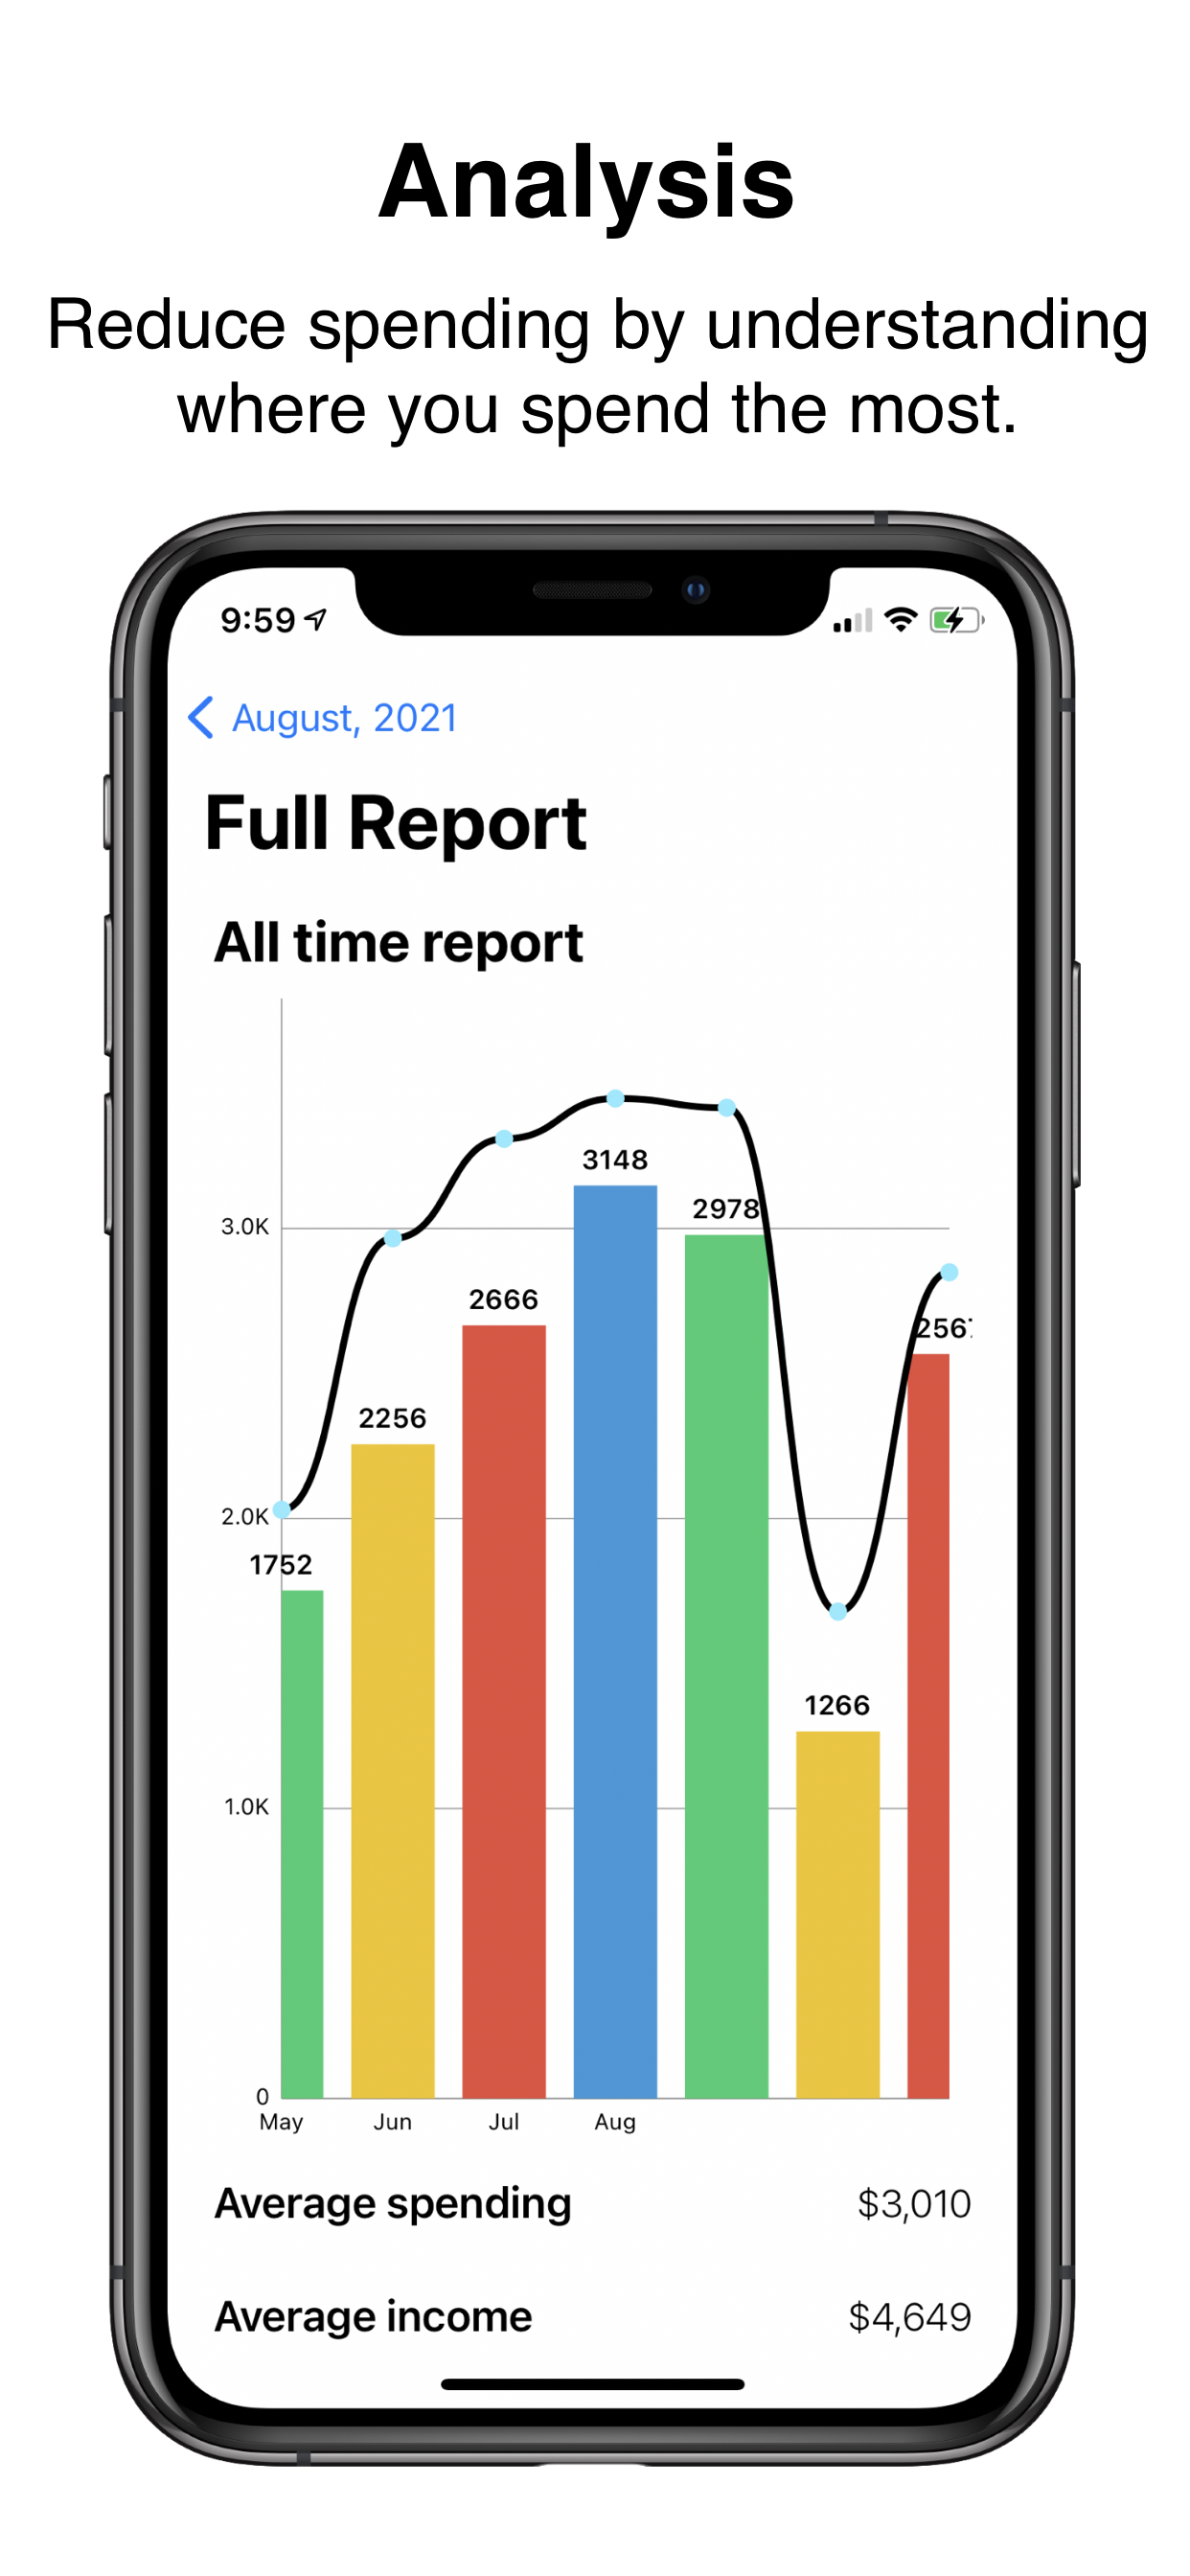 Analysis
Reduce spending by understanding
where you spend the most.
9:59
August, 2021
Full Report
All time report
3148
2978
3.0K
2666
2256
2.0K
1752
1266
1.0K
0
May Jun Jul Aug
Average spending $3,010
Average income $4,649